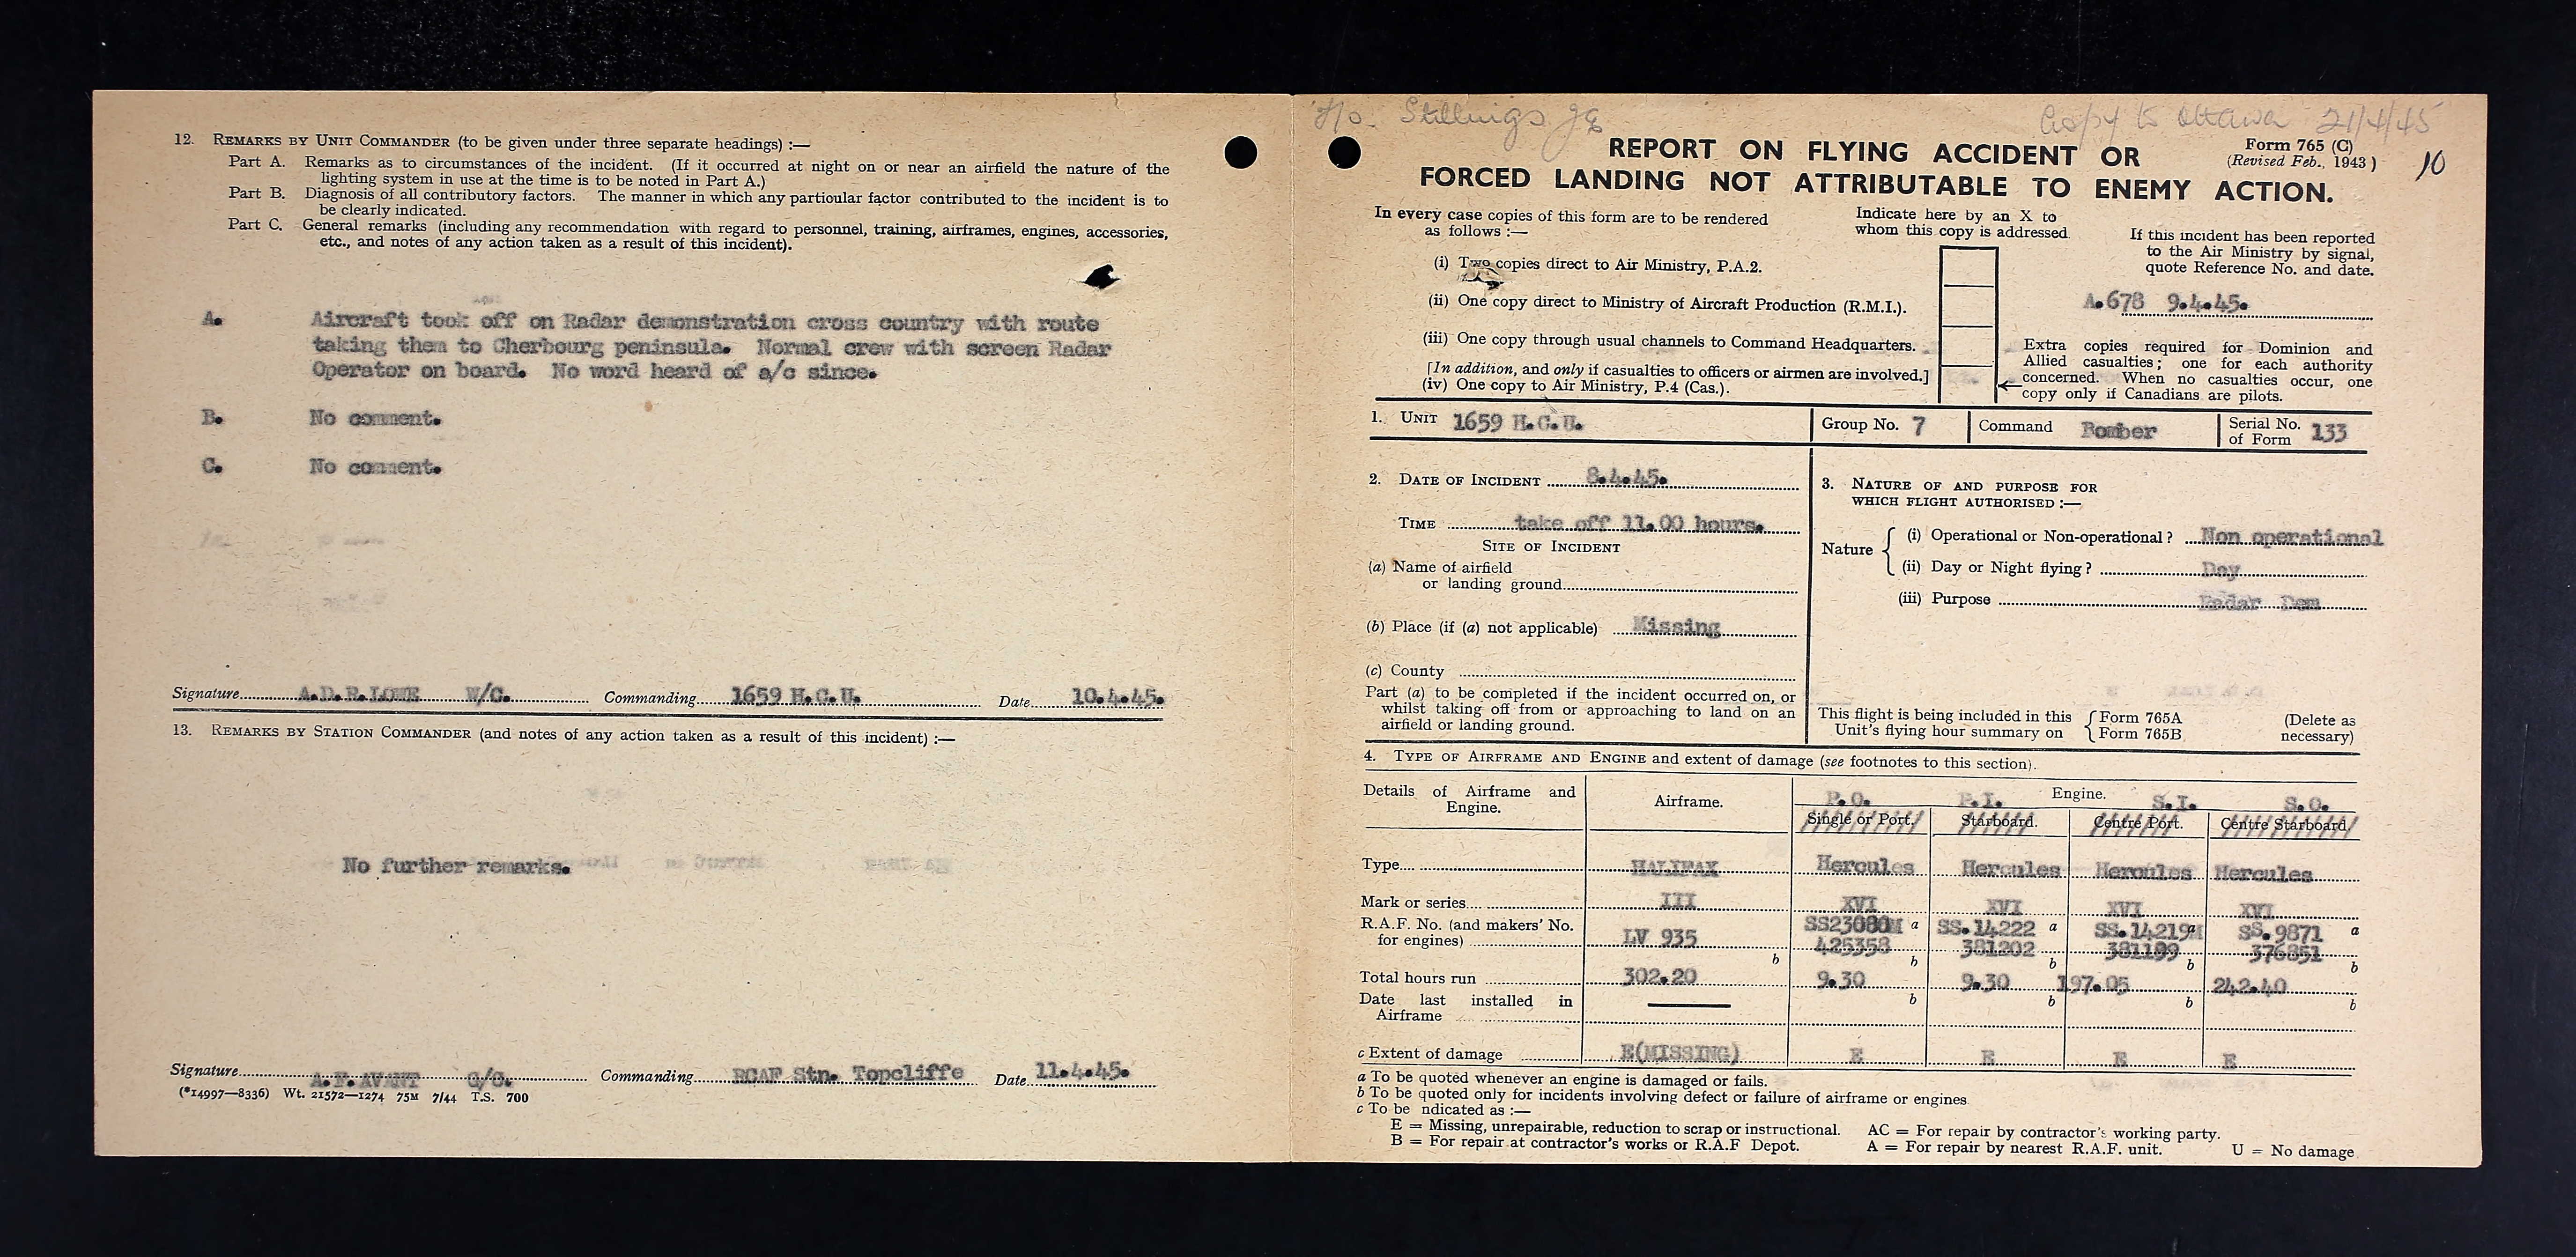 12. REMARKS BY UNIT COMMANDER (to be given under three separate headings) :—
Part A. Remarks as to circumstances of the incident. (If it occurred at night on or near an airfield the nature of the
lighting system in use at the time is to be noted in Part A.)
Part B. Diagnosis of all contributory factors. The manner in which any particular factor contributed to the incident is to
be clearly indicated.
Part C. General remarks (including any recommendation with regard to personnel, training, airframes, engines, accessories,
etc., and notes of any action taken as a result of this incident).
A. Aircraft took off on Radar demonstration cross country with route
taking them to Cherbourg peninsula. Normal crew with screen Radar
Operator on board. No word heard of a/c since.
B. No comment.
C. No comment.
Signature A.D.R.LOWE W/C. Commanding 1659 H.C.U. Date 10.4.45.
13. REMARKS BY STATION COMMANDER (and notes of any action taken as a result of this incident) :—
No further remarks.
Signature A.F.AVANT G/C. Commanding RCAF Stn. Topcliffe Date 11.4.45.
(*14997—8336) Wt. 21572—1274 75M 7/44 T.S. 700
F/o. Stillings JE
Copy to Ottawa 21/4/45
REPORT ON FLYING ACCIDENT OR
FORCED LANDING NOT ATTRIBUTABLE TO ENEMY ACTION.
Form 765 (C)
(Revised Feb., 1943)
10
In every case copies of this form are to be rendered
as follows :—
(i) Two copies direct to Air Ministry, P.A.2.
(ii) One copy direct to Ministry of Aircraft Production (R.M.I.).
(iii) One copy through usual channels to Command Headquarters.
[In addition, and only if casualties to officers or airmen are involved.]
(iv) One copy to Air Ministry, P.4 (Cas.).
Indicate here by an X to
whom this copy is addressed.
If this incident has been reported
to the Air Ministry by signal,
quote Reference No. and date.
A.678 9.4.45.
Extra copies required for Dominion and
Allied casualties; one for each authority
concerned. When no casualties occur, one
copy only if Canadians are pilots.
1. UNIT 1659 H.C.U. Group No. 7 Command Bomber Serial No. of Form 133
2. DATE OF INCIDENT 8.4.45.
TIME take off 11.00 hours.
SITE OF INCIDENT
(a) Name of airfield
or landing ground
(b) Place (if (a) not applicable) Missing
(c) County
Part (a) to be completed if the incident occurred on, or
whilst taking off from or approaching to land on an
airfield or landing ground.
3. NATURE OF AND PURPOSE FOR
WHICH FLIGHT AUTHORISED :—
Nature
(i) Operational or Non-operational? Non operational
(ii) Day or Night flying? Day
(iii) Purpose Radar Dem
This flight is being included in this
Unit's flying hour summary on
Form 765A
Form 765B
(Delete as
necessary)
4. TYPE OF AIRFRAME AND ENGINE and extent of damage (see footnotes to this section).
Details of Airframe and Engine. Airframe. Engine.
P.O. P.I. S.I. S.O.
Single or Port. Starboard. Centre Port. Centre Starboard.
Type HALIFAX Hercules Hercules Hercules Hercules
Mark or series III XVI XVI XVI XVI
R.A.F. No. (and makers' No. SS23080M a SS.14222 a SS.14219 a SS.9871 a
for engines) LV 935 b 425358 b 381202 b 381199 b 376851 b
Total hours run 302.20 9.30 9.30 197.05 242.40
Date last installed in Airframe — b b b b
c Extent of damage E(MISSING) E E E E
a To be quoted whenever an engine is damaged or fails.
b To be quoted only for incidents involving defect or failure of airframe or engines
c To be ndicated as :—
E = Missing, unrepairable, reduction to scrap or instructional. AC = For repair by contractor's working party.
B = For repair at contractor's works or R.A.F Depot. A = For repair by nearest R.A.F. unit. U = No damage